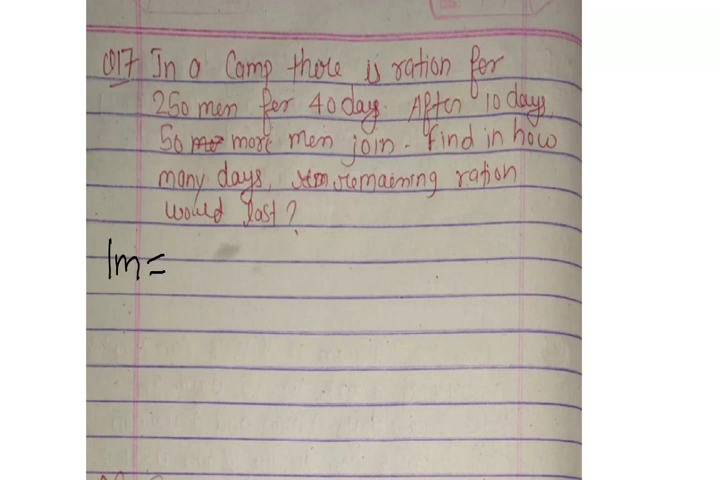 Q17 In a Camp there is ration for
250 men for 40 day. After 10 days,
50 more men join. Find in how
many days, remaining ration
would last?
1m=